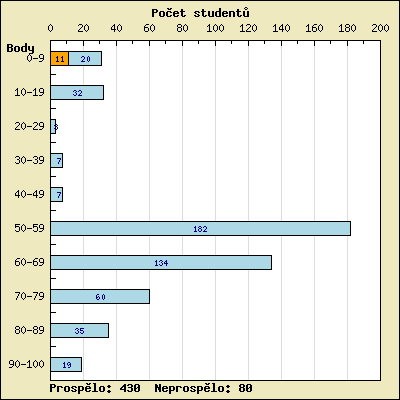 Počet studentů
0 20 40 60 80 100 120 140 160 180 200
Body
0-9 11 20
10-19 32
20-29 3
30-39 7
40-49 7
50-59 182
60-69 134
70-79 60
80-89 35
90-100 19
Prospělo: 430 Neprospělo: 80